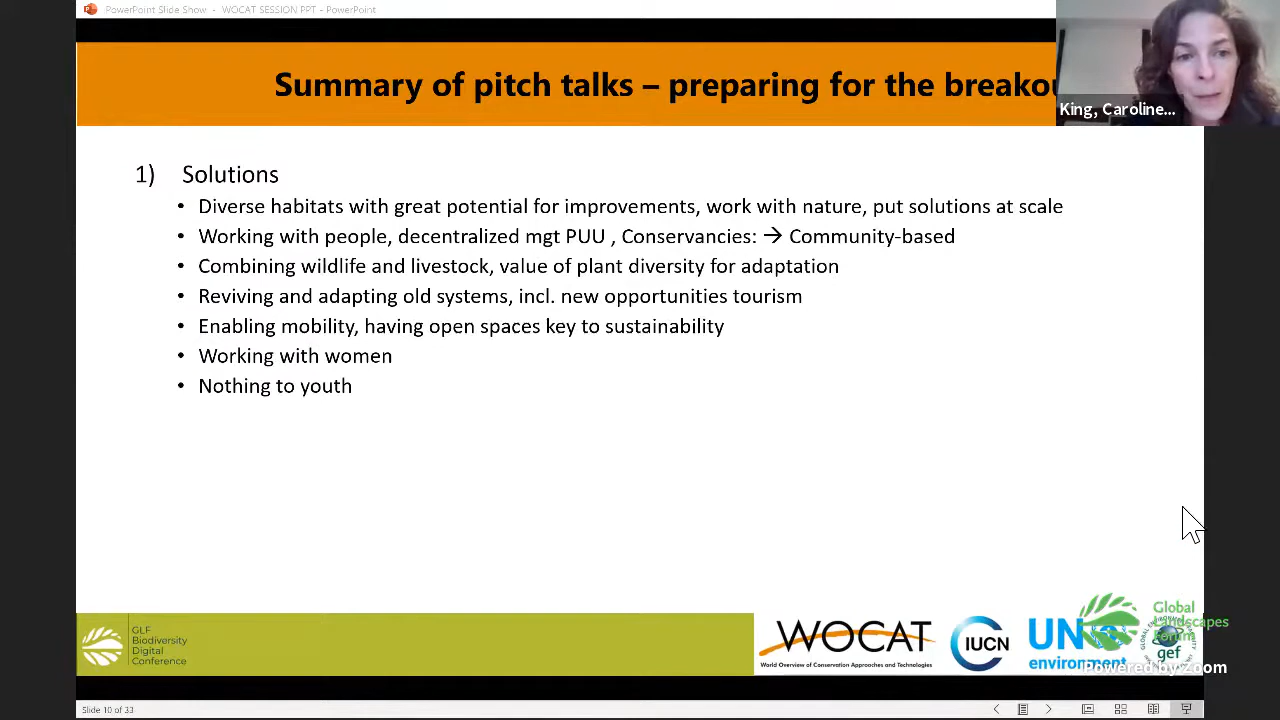 PowerPoint Slide Show - WOCAT SESSION PPT - PowerPoint
Summary of pitch talks – preparing for the breakou
King, Caroline...
1) Solutions
• Diverse habitats with great potential for improvements, work with nature, put solutions at scale
• Working with people, decentralized mgt PUU , Conservancies: → Community-based
• Combining wildlife and livestock, value of plant diversity for adaptation
• Reviving and adapting old systems, incl. new opportunities tourism
• Enabling mobility, having open spaces key to sustainability
• Working with women
• Nothing to youth
GLF
Biodiversity
Digital
Conference
WOCAT
World Overview of Conservation Approaches and Technologies
IUCN
UN
environment
Global
Landscapes
Forum
gef
Powered by Zoom
Slide 10 of 33